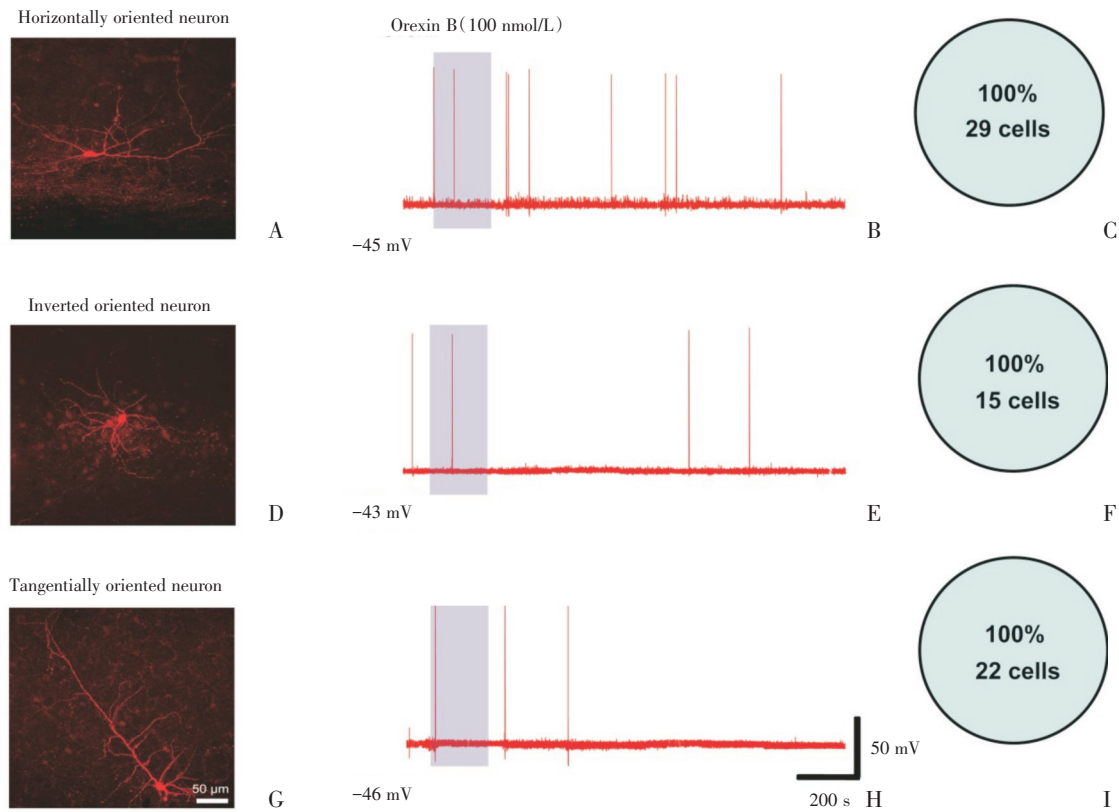 Horizontally oriented neuron
Orexin B(100 nmol/L)
100%
29 cells
A
−45 mV
B
C
Inverted oriented neuron
100%
15 cells
D
−43 mV
E
F
Tangentially oriented neuron
100%
22 cells
50 μm
G
−46 mV
50 mV
200 s
H
I